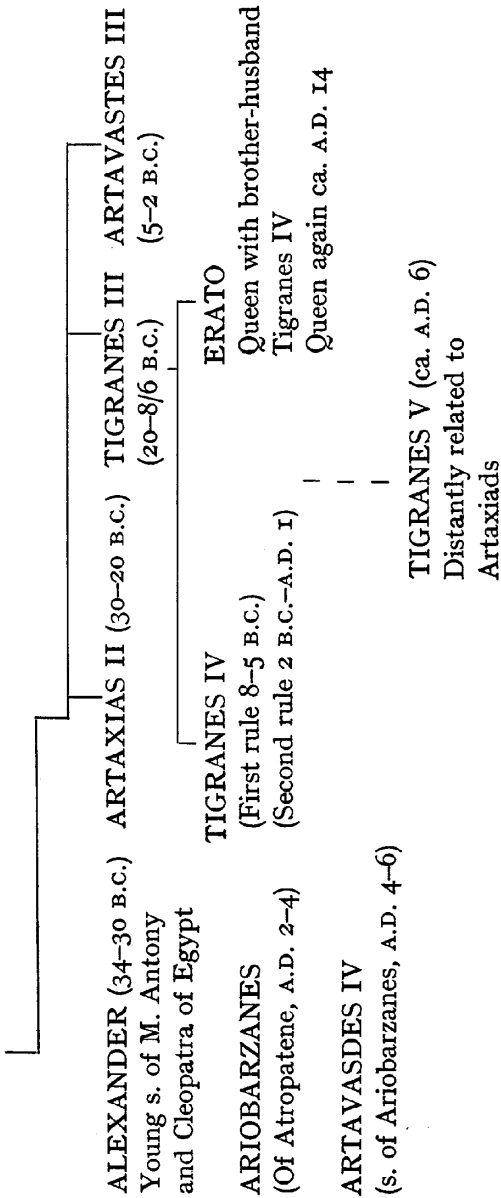 ALEXANDER (34–30 B.C.)
Young s. of M. Antony
and Cleopatra of Egypt
ARTAXIAS II (30–20 B.C.)
TIGRANES III
(20–8/6 B.C.)
ARTAVASTES III
(5–2 B.C.)
TIGRANES IV
(First rule 8–5 B.C.)
(Second rule 2 B.C.–A.D. 1)
ERATO
Queen with brother-husband
Tigranes IV
Queen again ca. A.D. 14
ARIOBARZANES
(Of Atropatene, A.D. 2–4)
ARTAVASDES IV
(s. of Ariobarzanes, A.D. 4–6)
TIGRANES V (ca. A.D. 6)
Distantly related to
Artaxiads